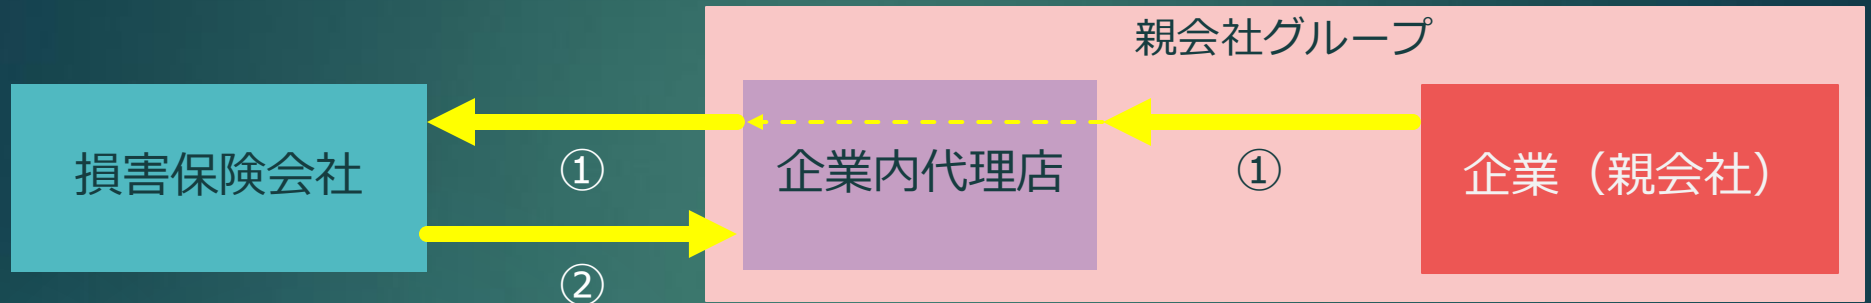 親会社グループ
損害保険会社
①
企業内代理店
①
企業（親会社）
②